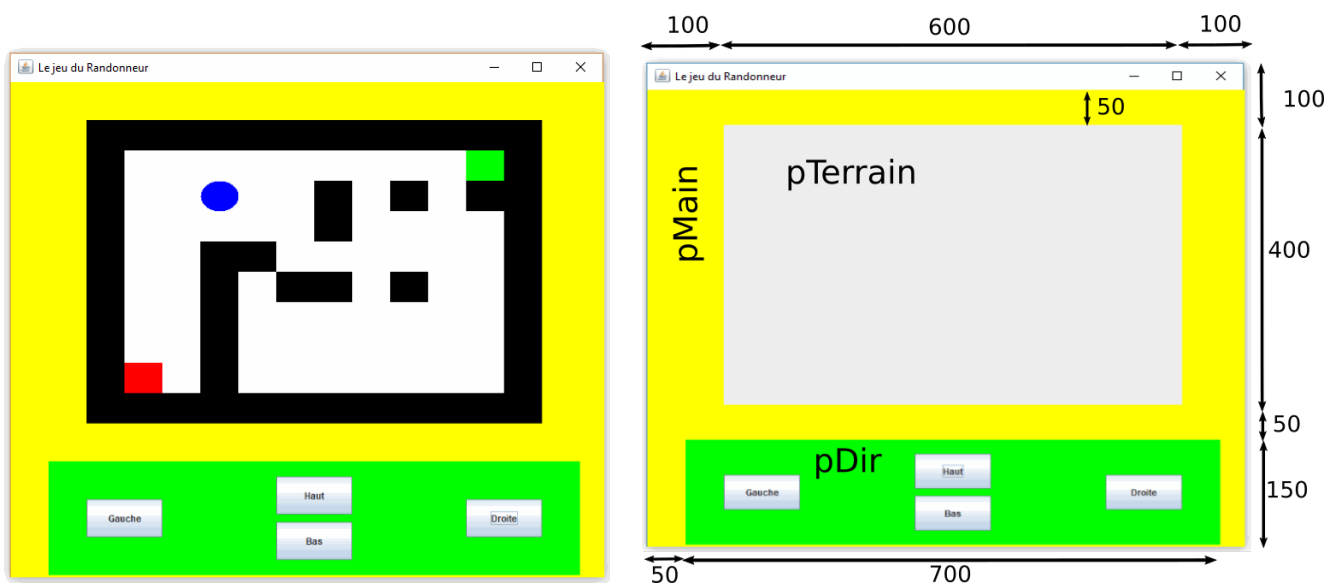 Le jeu du Randonneur
Gauche
Haut
Bas
Droite
100
600
100
Le jeu du Randonneur
100
50
pTerrain
pMain
400
50
pDir
Haut
Gauche
Droite
Bas
150
50
700